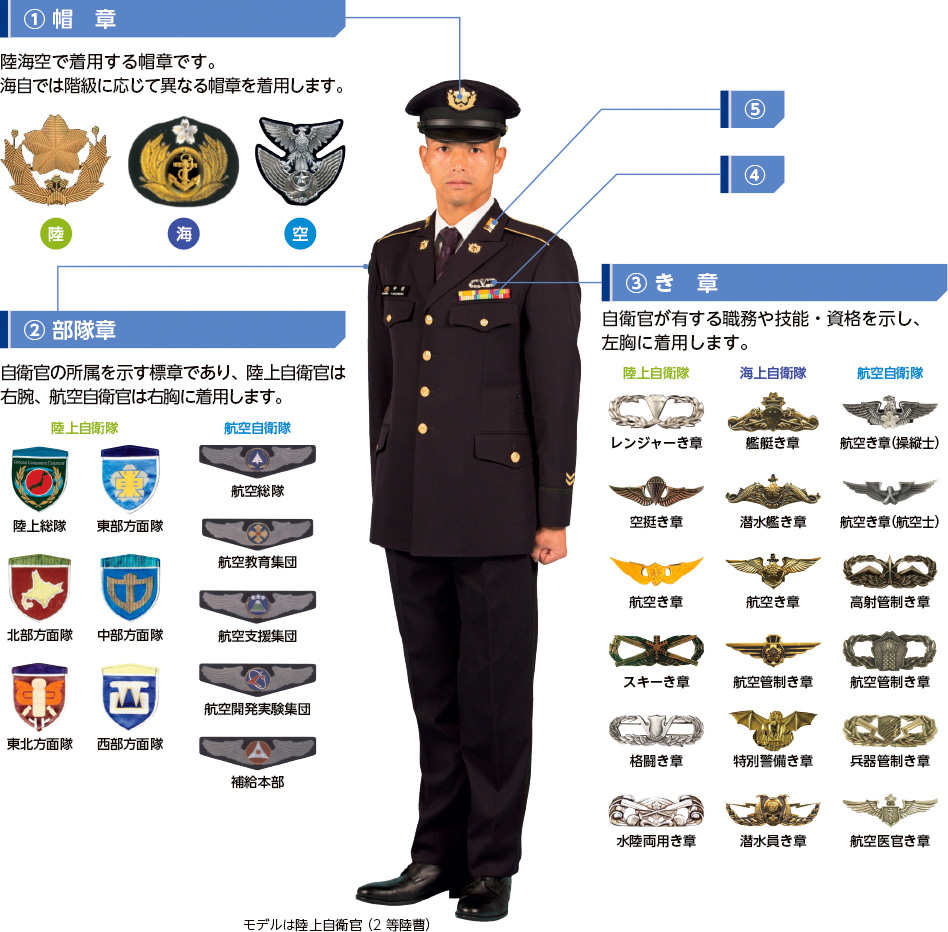 ① 帽　章
陸海空で着用する帽章です。
海自では階級に応じて異なる帽章を着用します。
陸
海
空
⑤
④
② 部隊章
自衛官の所属を示す標章であり、陸上自衛官は
右腕、航空自衛官は右胸に着用します。
陸上自衛隊
航空自衛隊
陸上総隊
東部方面隊
北部方面隊
中部方面隊
東北方面隊
西部方面隊
航空総隊
航空教育集団
航空支援集団
航空開発実験集団
補給本部
③ き　章
自衛官が有する職務や技能・資格を示し、
左胸に着用します。
陸上自衛隊
海上自衛隊
航空自衛隊
レンジャーき章
艦艇き章
航空き章(操縦士)
空挺き章
潜水艦き章
航空き章(航空士)
航空き章
航空き章
高射管制き章
スキーき章
航空管制き章
航空管制き章
格闘き章
特別警備き章
兵器管制き章
水陸両用き章
潜水員き章
航空医官き章
モデルは陸上自衛官（2 等陸曹）